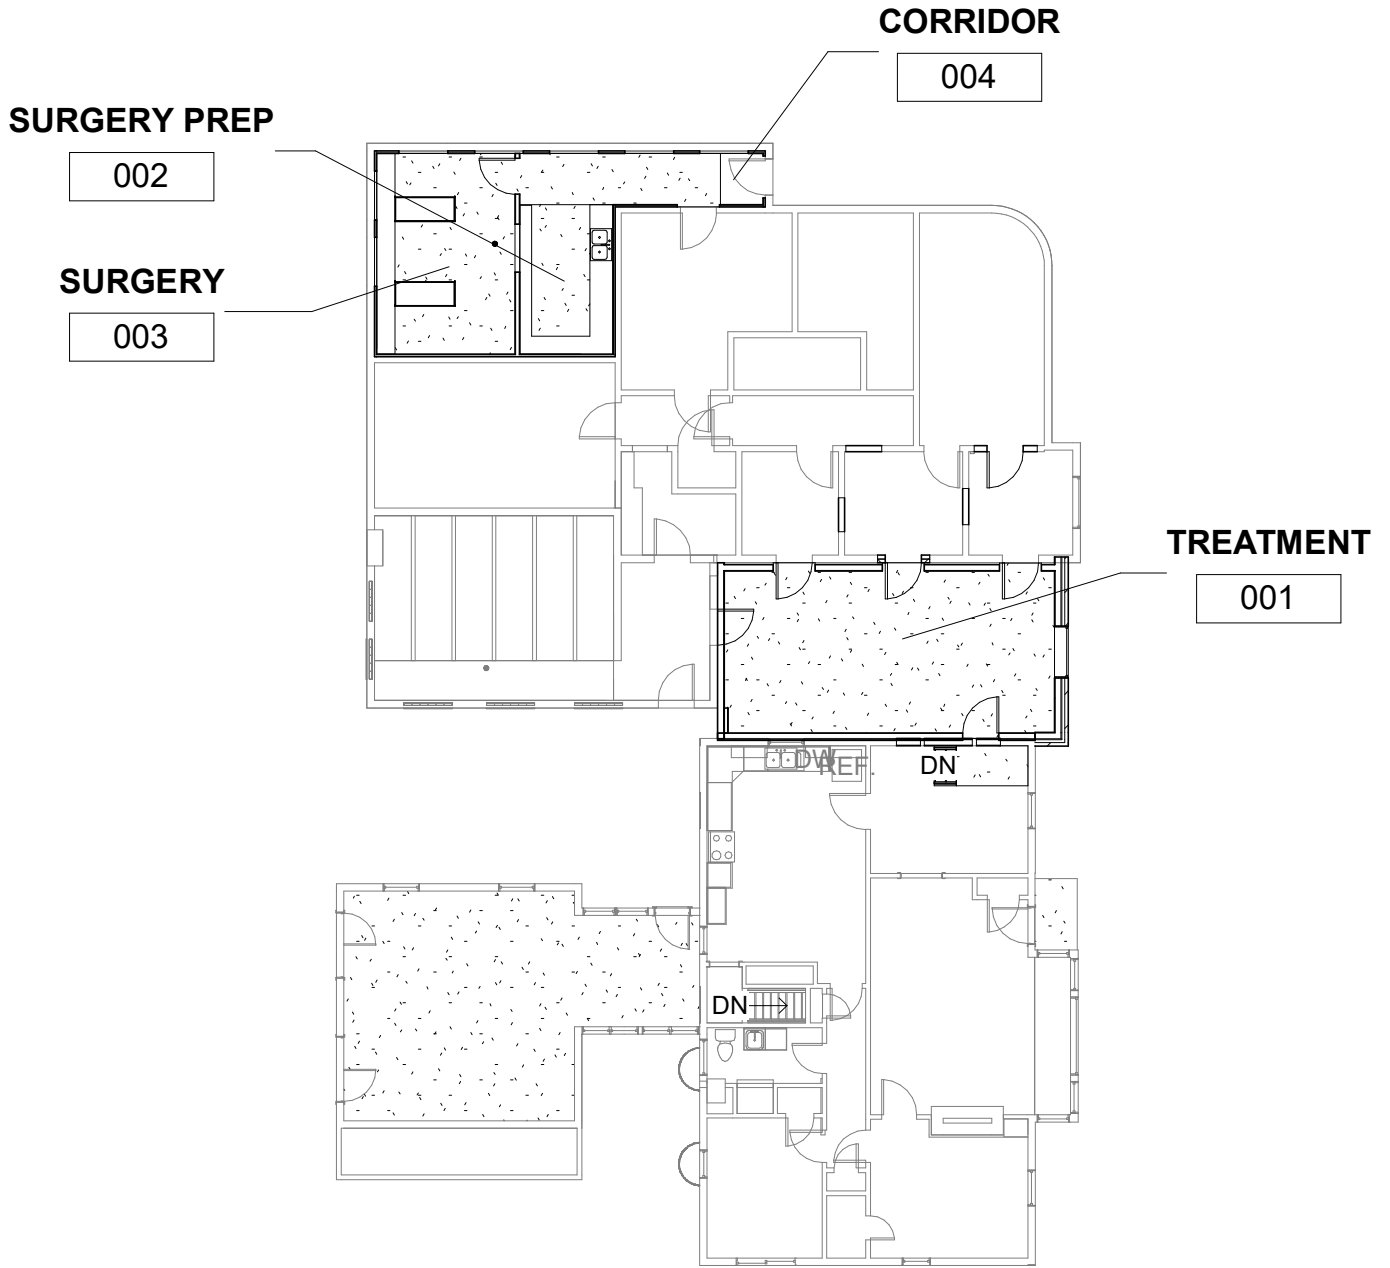 CORRIDOR
004
SURGERY PREP
002
SURGERY
003
TREATMENT
001
DW
REF.
DN
DN